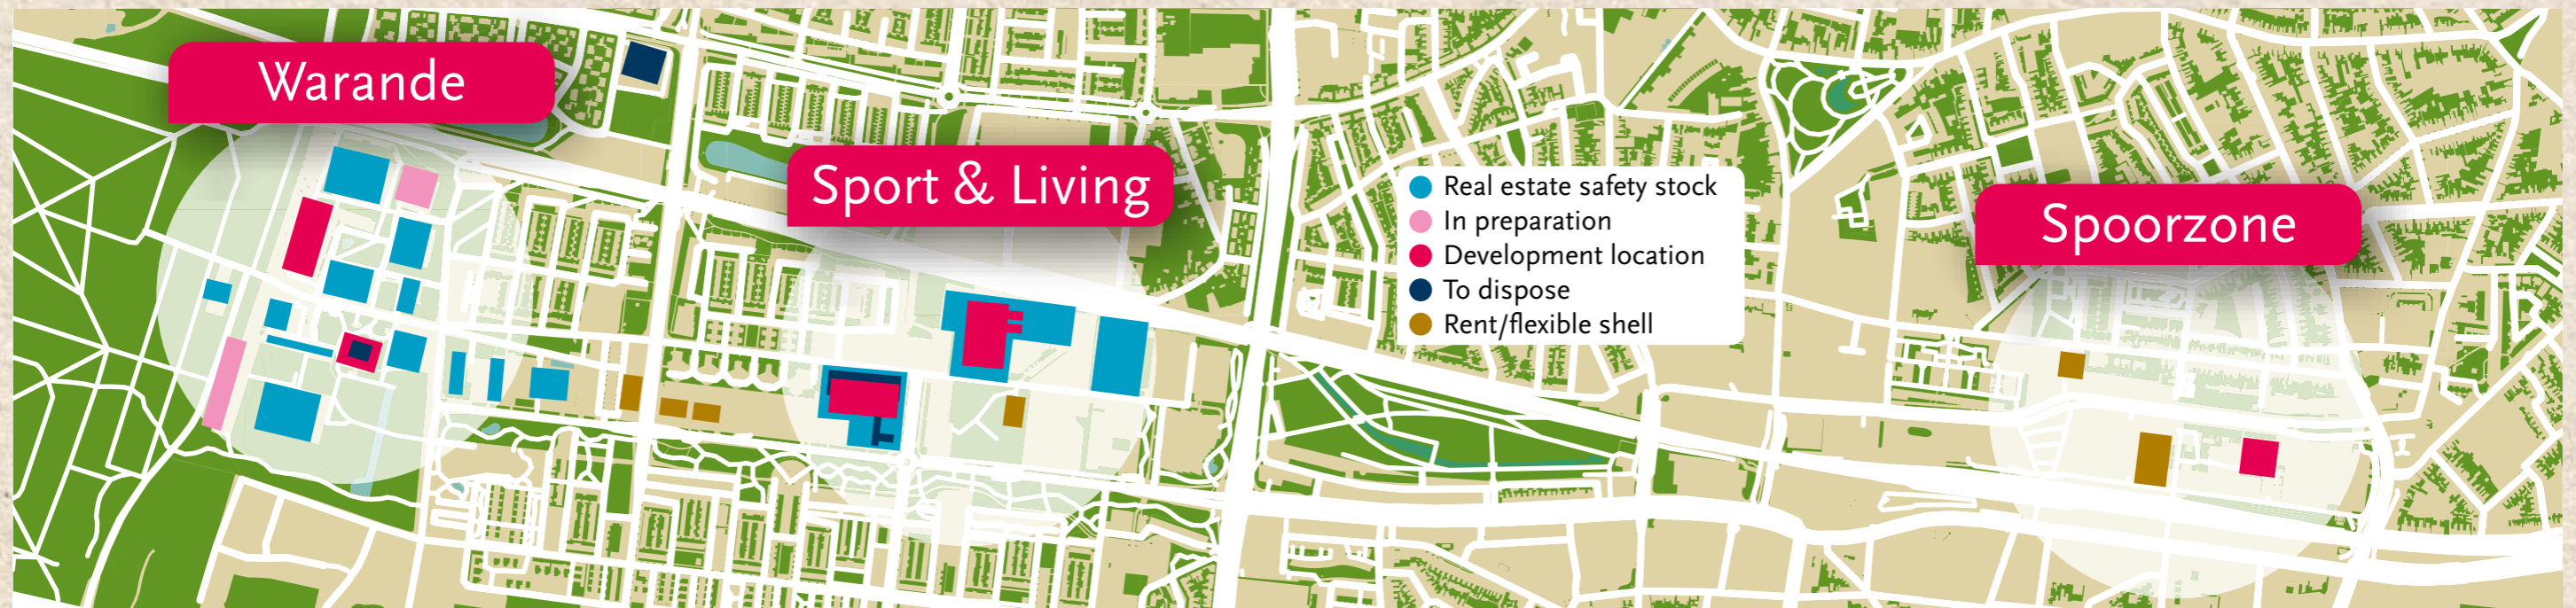 Warande
Sport & Living
Real estate safety stock
In preparation
Development location
To dispose
Rent/flexible shell
Spoorzone